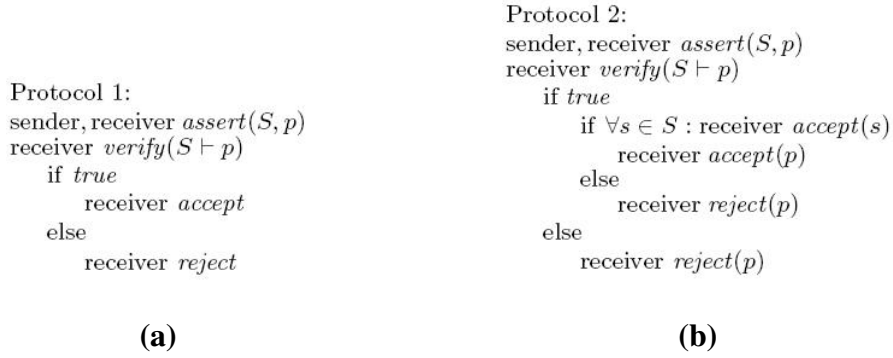 Protocol 1:
sender, receiver assert(S, p)
receiver verify(S ⊢ p)
if true
receiver accept
else
receiver reject
(a)
Protocol 2:
sender, receiver assert(S, p)
receiver verify(S ⊢ p)
if true
if ∀s ∈ S : receiver accept(s)
receiver accept(p)
else
receiver reject(p)
else
receiver reject(p)
(b)